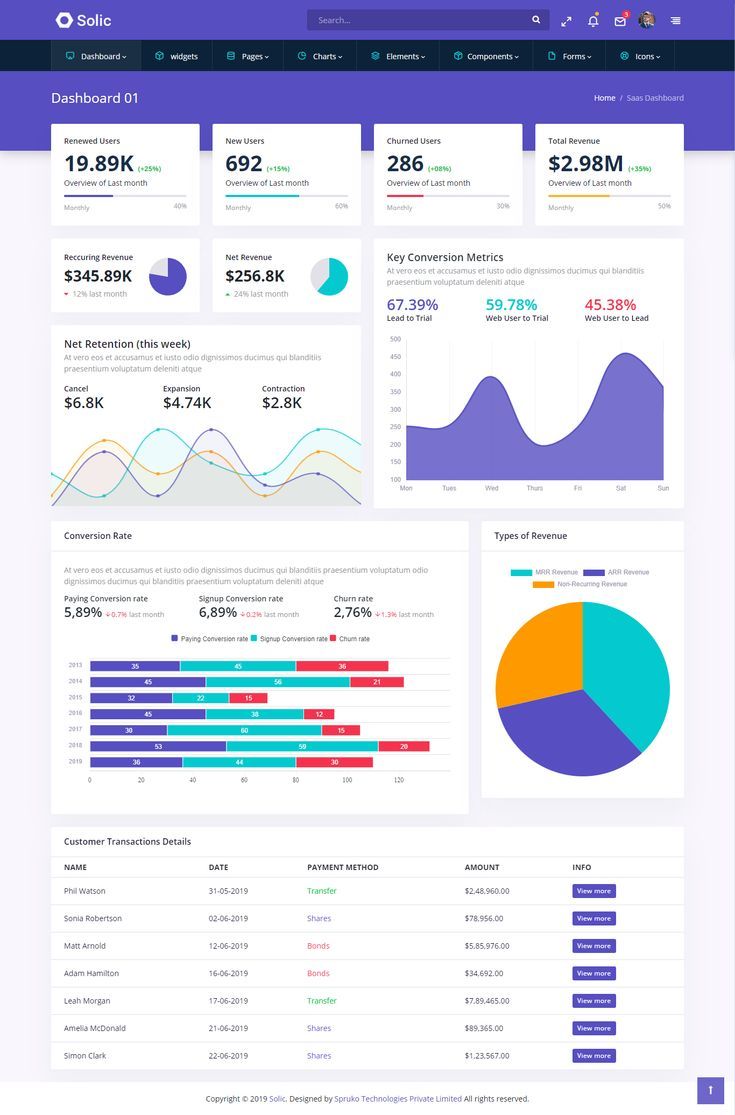 Solic
Search...
3
Dashboard widgets Pages Charts Elements Components Forms Icons
Dashboard 01
Home / Saas Dashboard
Renewed Users
19.89K (+25%)
Overview of Last month
Monthly 40%
New Users
692 (+15%)
Overview of Last month
Monthly 60%
Churned Users
286 (+08%)
Overview of Last month
Monthly 30%
Total Revenue
$2.98M (+35%)
Overview of Last month
Monthly 50%
Reccuring Revenue
$345.89K
12% last month
Net Revenue
$256.8K
24% last month
Key Conversion Metrics
At vero eos et accusamus et iusto odio dignissimos ducimus qui blanditiis
praesentium voluptatum deleniti atque
67.39% 59.78% 45.38%
Lead to Trial Web User to Trial Web User to Lead
500
450
400
350
300
250
200
150
100
Mon Tues Wed Thurs Fri Sat Sun
Net Retention (this week)
At vero eos et accusamus et iusto odio dignissimos ducimus qui blanditiis
praesentium voluptatum deleniti atque
Cancel Expansion Contraction
$6.8K $4.74K $2.8K
Conversion Rate
At vero eos et accusamus et iusto odio dignissimos ducimus qui blanditiis praesentium voluptatum odio
dignissimos ducimus qui blanditiis praesentium voluptatum deleniti atque
Paying Conversion rate Signup Conversion rate Churn rate
5,89% ↓0.7% last month 6,89% ↓0.2% last month 2,76% ↓1.3% last month
Paying Conversion rate Signup Conversion rate Churn rate
2013 35 45 36
2014 45 56 21
2015 32 22 15
2016 45 38 12
2017 30 60 15
2018 53 59 20
2019 36 44 30
0 20 40 60 80 100 120
Types of Revenue
MRR Revenue ARR Revenue
Non-Recurring Revenue
Customer Transactions Details
NAME DATE PAYMENT METHOD AMOUNT INFO
Phil Watson 31-05-2019 Transfer $2,48,960.00 View more
Sonia Robertson 02-06-2019 Shares $78,956.00 View more
Matt Arnold 12-06-2019 Bonds $5,85,976.00 View more
Adam Hamilton 16-06-2019 Bonds $34,692.00 View more
Leah Morgan 17-06-2019 Transfer $7,89,465.00 View more
Amelia McDonald 21-06-2019 Shares $89,365.00 View more
Simon Clark 22-06-2019 Shares $1,23,567.00 View more
Copyright © 2019 Solic. Designed by Spruko Technologies Private Limited All rights reserved.